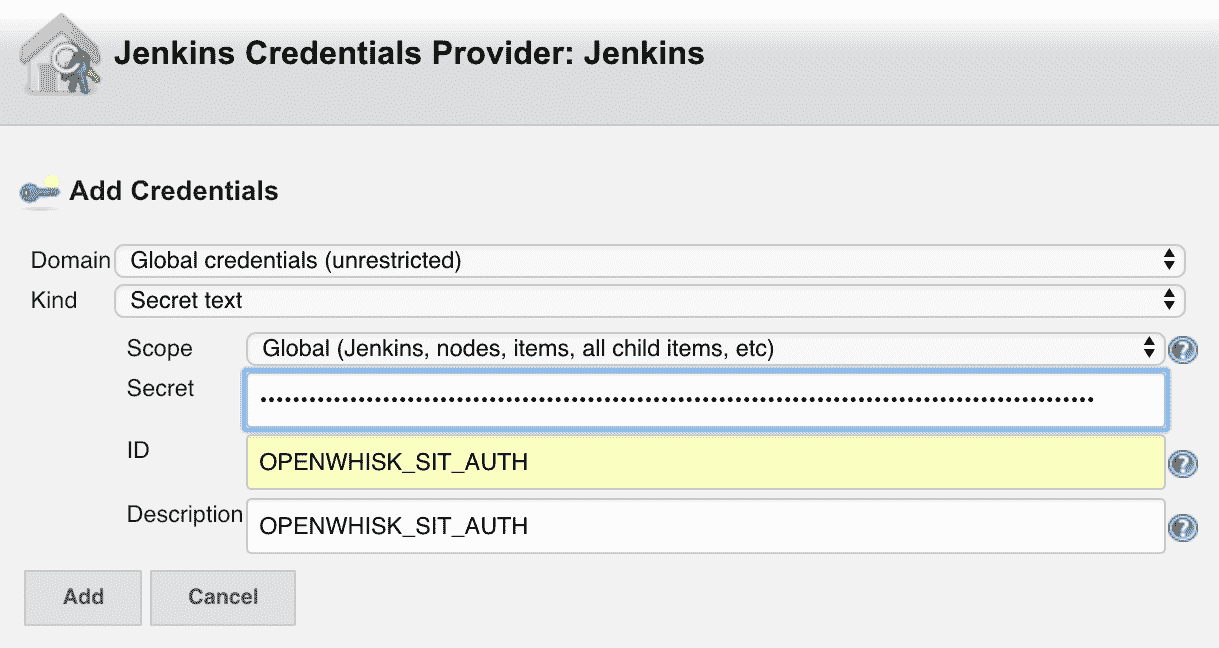 Jenkins Credentials Provider: Jenkins
Add Credentials
Domain Global credentials (unrestricted)
Kind Secret text
Scope Global (Jenkins, nodes, items, all child items, etc)
Secret
ID OPENWHISK_SIT_AUTH
Description OPENWHISK_SIT_AUTH
Add Cancel